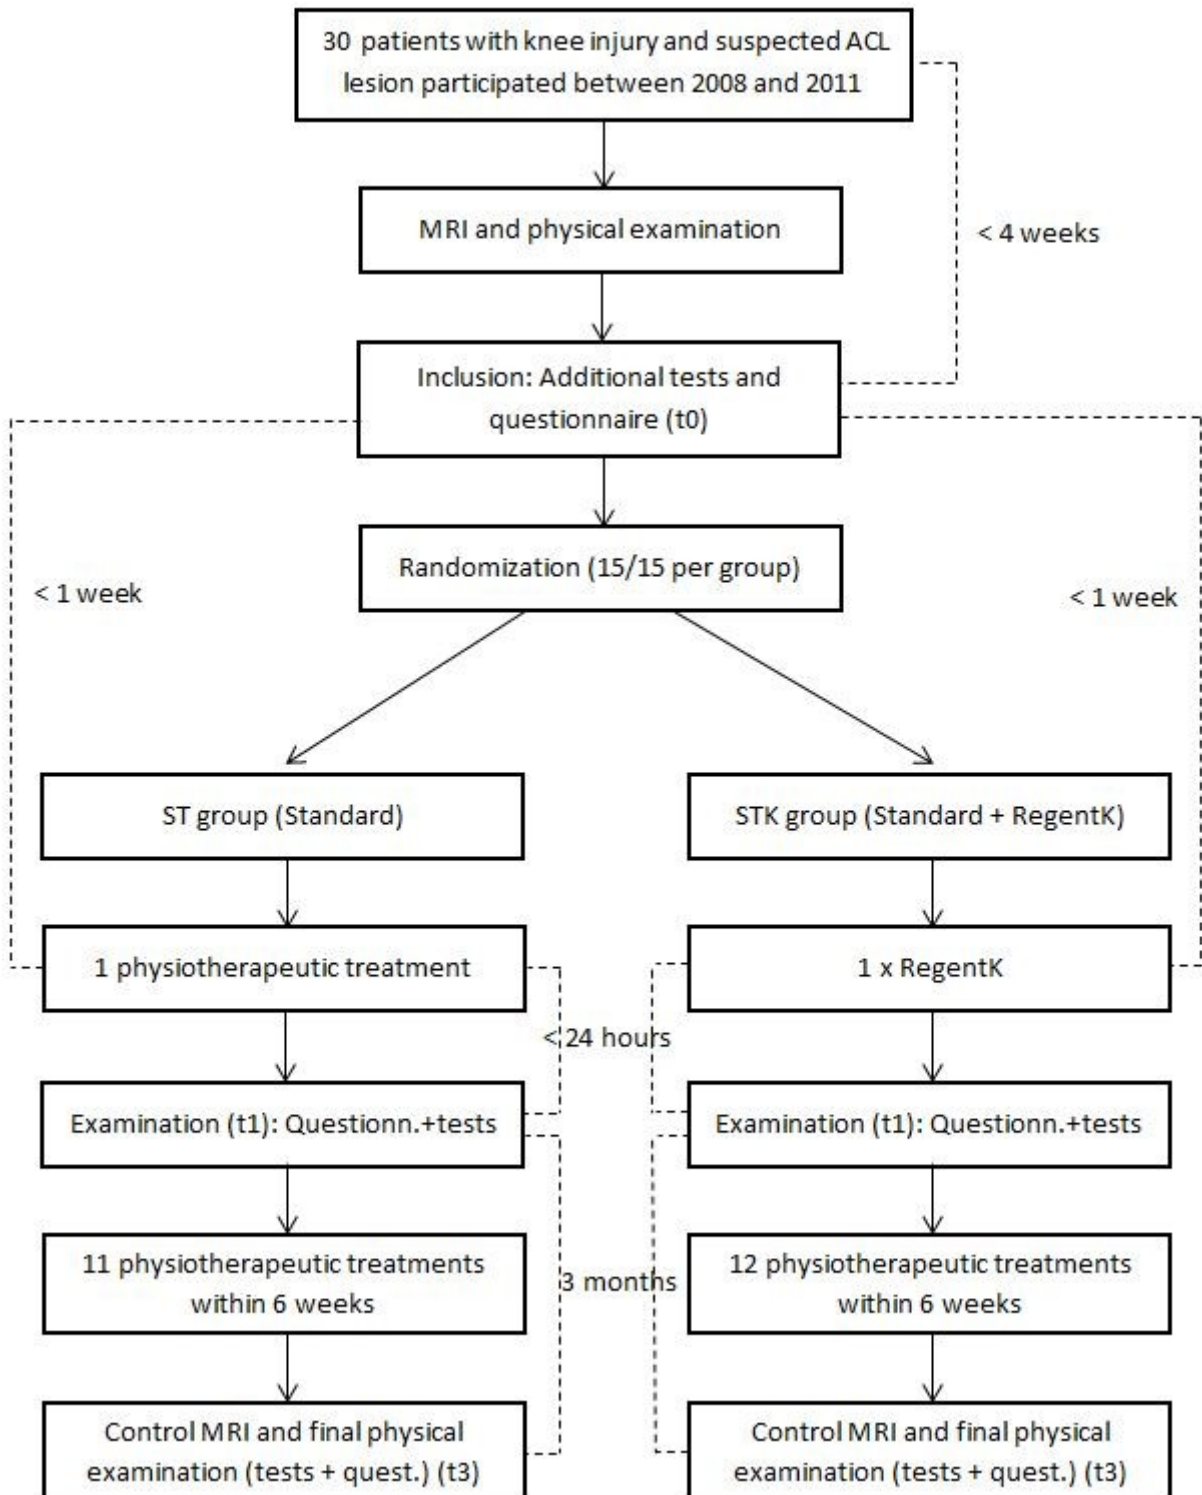 30 patients with knee injury and suspected ACL
lesion participated between 2008 and 2011
MRI and physical examination
< 4 weeks
Inclusion: Additional tests and
questionnaire (t0)
Randomization (15/15 per group)
< 1 week
< 1 week
ST group (Standard)
STK group (Standard + RegentK)
1 physiotherapeutic treatment
1 x RegentK
< 24 hours
Examination (t1): Questionn.+tests
Examination (t1): Questionn.+tests
11 physiotherapeutic treatments
within 6 weeks
3 months
12 physiotherapeutic treatments
within 6 weeks
Control MRI and final physical
examination (tests + quest.) (t3)
Control MRI and final physical
examination (tests + quest.) (t3)